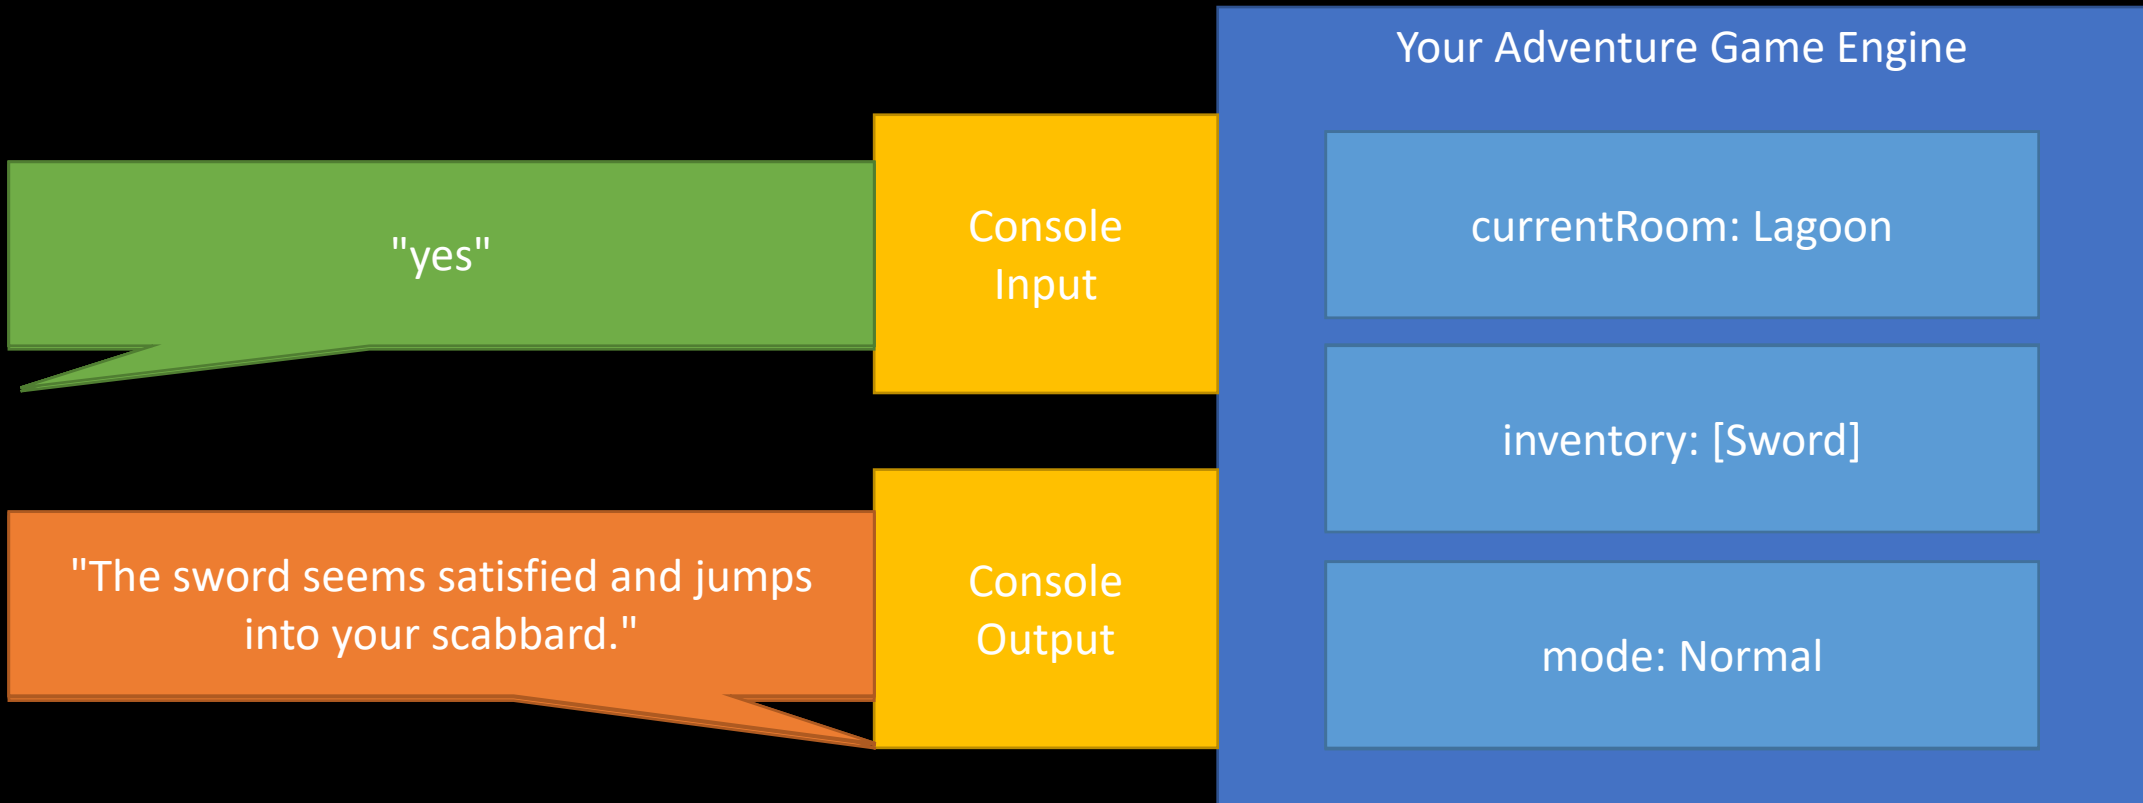 Your Adventure Game Engine
"yes"
Console
Input
currentRoom: Lagoon
inventory: [Sword]
"The sword seems satisfied and jumps
into your scabbard."
Console
Output
mode: Normal